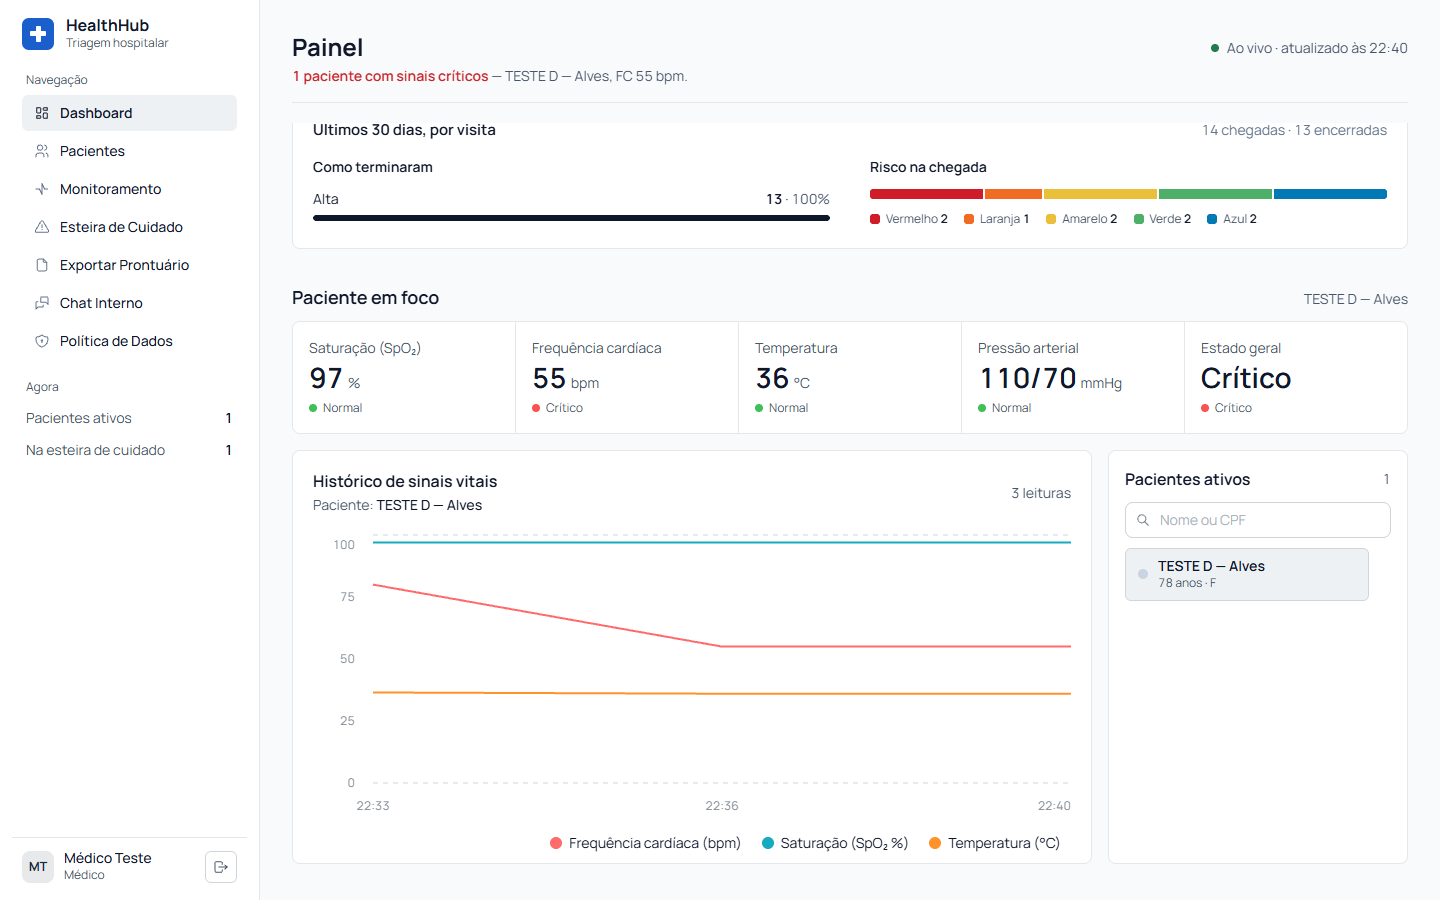 HealthHub
Triagem hospitalar
Navegação
Dashboard
Pacientes
Monitoramento
Esteira de Cuidado
Exportar Prontuário
Chat Interno
Política de Dados
Agora
Pacientes ativos 1
Na esteira de cuidado 1
MT
Médico Teste
Médico
Painel
Ao vivo · atualizado às 22:40
1 paciente com sinais críticos — TESTE D — Alves, FC 55 bpm.
Últimos 30 dias, por visita
14 chegadas · 13 encerradas
Como terminaram
Alta 13 · 100%
Risco na chegada
Vermelho 2 Laranja 1 Amarelo 2 Verde 2 Azul 2
Paciente em foco
TESTE D — Alves
Saturação (SpO₂)
97 %
Normal
Frequência cardíaca
55 bpm
Crítico
Temperatura
36 °C
Normal
Pressão arterial
110/70 mmHg
Normal
Estado geral
Crítico
Crítico
Histórico de sinais vitais
Paciente: TESTE D — Alves
3 leituras
100
75
50
25
0
22:33 22:36 22:40
Frequência cardíaca (bpm) Saturação (SpO₂ %) Temperatura (°C)
Pacientes ativos 1
Nome ou CPF
TESTE D — Alves
78 anos · F